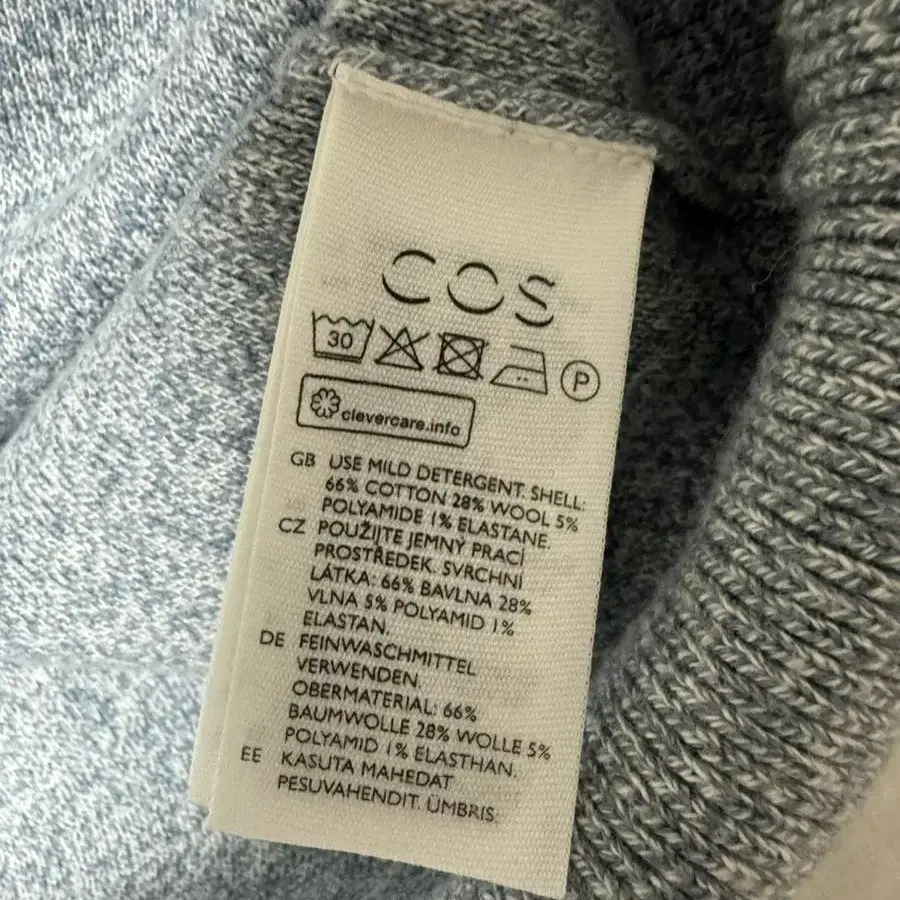 COS
30
P
clevercare.info
GB USE MILD DETERGENT. SHELL:
66% COTTON 28% WOOL 5%
POLYAMIDE 1% ELASTANE.
CZ POUŽIJTE JEMNÝ PRACÍ
PROSTŘEDEK. SVRCHNÍ
LÁTKA: 66% BAVLNA 28%
VLNA 5% POLYAMID 1%
ELASTAN.
DE FEINWASCHMITTEL
VERWENDEN.
OBERMATERIAL: 66%
BAUMWOLLE 28% WOLLE 5%
POLYAMID 1% ELASTHAN.
EE KASUTA MAHEDAT
PESUVAHENDIT. ÜMBRIS